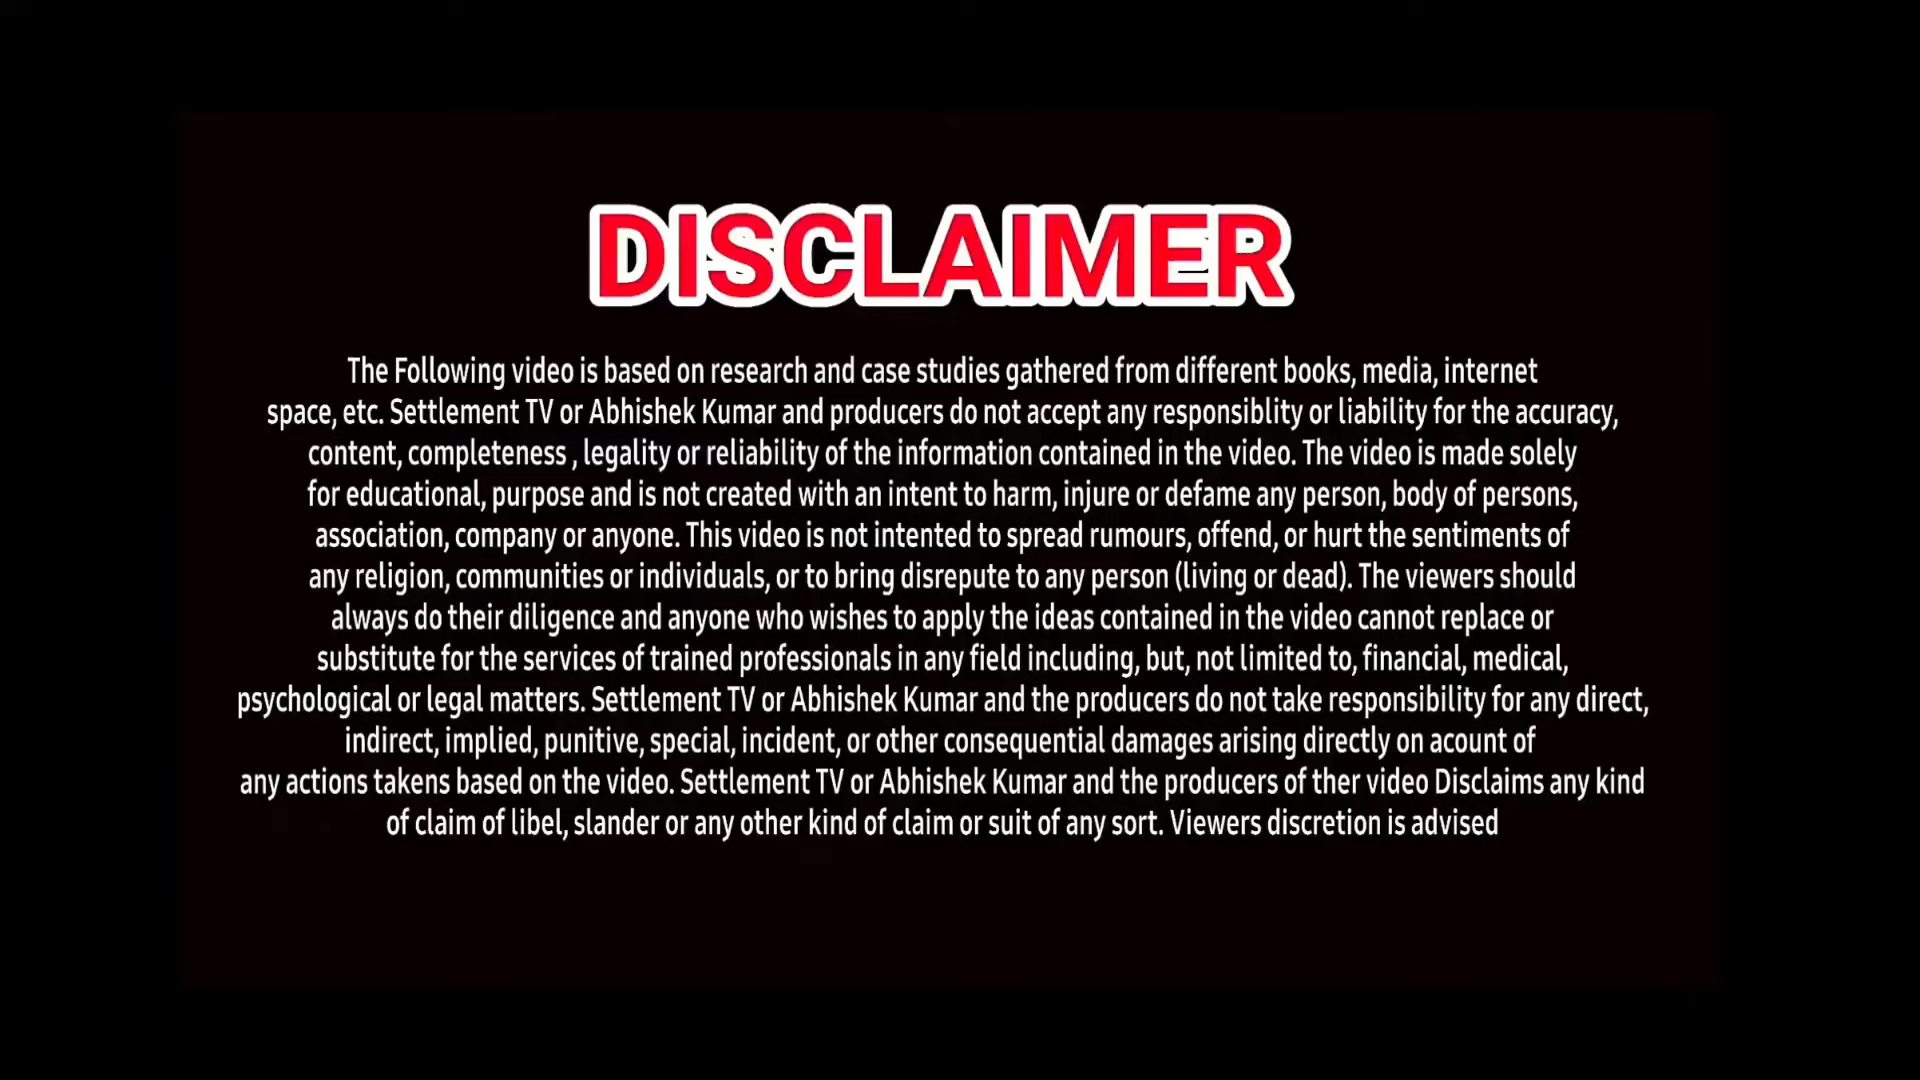 DISCLAIMER
The Following video is based on research and case studies gathered from different books, media, internet
space, etc. Settlement TV or Abhishek Kumar and producers do not accept any responsiblity or liability for the accuracy,
content, completeness , legality or reliability of the information contained in the video. The video is made solely
for educational, purpose and is not created with an intent to harm, injure or defame any person, body of persons,
association, company or anyone. This video is not intented to spread rumours, offend, or hurt the sentiments of
any religion, communities or individuals, or to bring disrepute to any person (living or dead). The viewers should
always do their diligence and anyone who wishes to apply the ideas contained in the video cannot replace or
substitute for the services of trained professionals in any field including, but, not limited to, financial, medical,
psychological or legal matters. Settlement TV or Abhishek Kumar and the producers do not take responsibility for any direct,
indirect, implied, punitive, special, incident, or other consequential damages arising directly on acount of
any actions takens based on the video. Settlement TV or Abhishek Kumar and the producers of ther video Disclaims any kind
of claim of libel, slander or any other kind of claim or suit of any sort. Viewers discretion is advised